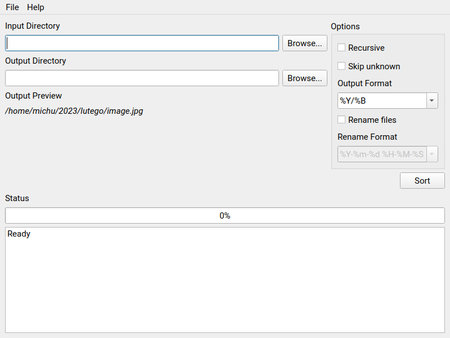 File Help
Input Directory
Browse...
Output Directory
Browse...
Output Preview
/home/michu/2023/lutego/image.jpg
Options
Recursive
Skip unknown
Output Format
%Y/%B
Rename files
Rename Format
%Y-%m-%d %H-%M-%S
Sort
Status
0%
Ready